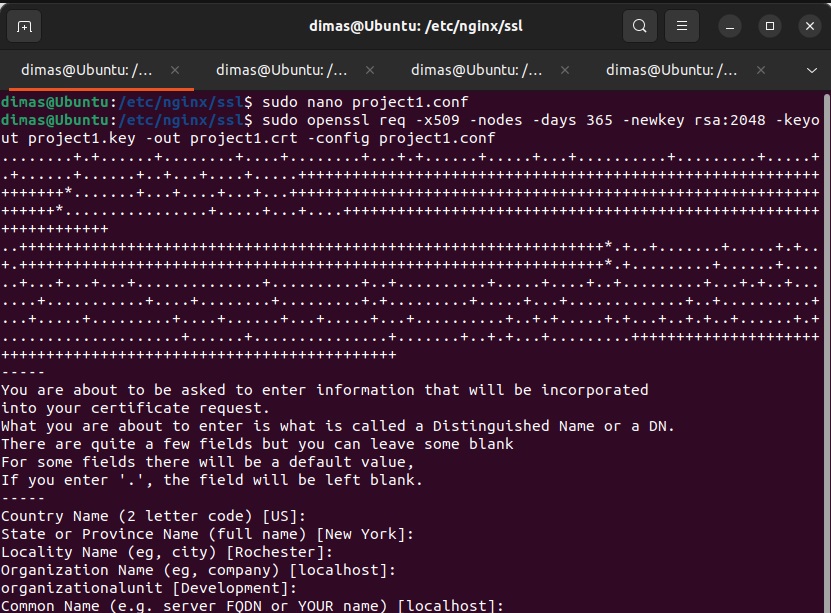 dimas@Ubuntu: /etc/nginx/ssl
dimas@Ubuntu: /...
dimas@Ubuntu: /...
dimas@Ubuntu: /...
dimas@Ubuntu: /...
dimas@Ubuntu:/etc/nginx/ssl$ sudo nano project1.conf
dimas@Ubuntu:/etc/nginx/ssl$ sudo openssl req -x509 -nodes -days 365 -newkey rsa:2048 -keyo
ut project1.key -out project1.crt -config project1.conf
-----
You are about to be asked to enter information that will be incorporated
into your certificate request.
What you are about to enter is what is called a Distinguished Name or a DN.
There are quite a few fields but you can leave some blank
For some fields there will be a default value,
If you enter '.', the field will be left blank.
-----
Country Name (2 letter code) [US]:
State or Province Name (full name) [New York]:
Locality Name (eg, city) [Rochester]:
Organization Name (eg, company) [localhost]:
organizationalunit [Development]:
Common Name (e.g. server FQDN or YOUR name) [localhost]: